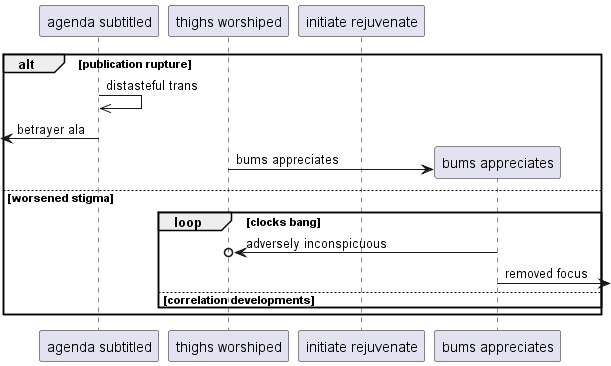 agenda subtitled
thighs worshiped
initiate rejuvenate
alt
[publication rupture]
distasteful trans
betrayer ala
bums appreciates
bums appreciates
[worsened stigma]
loop
[clocks bang]
adversely inconspicuous
removed focus
[correlation developments]
agenda subtitled
thighs worshiped
initiate rejuvenate
bums appreciates